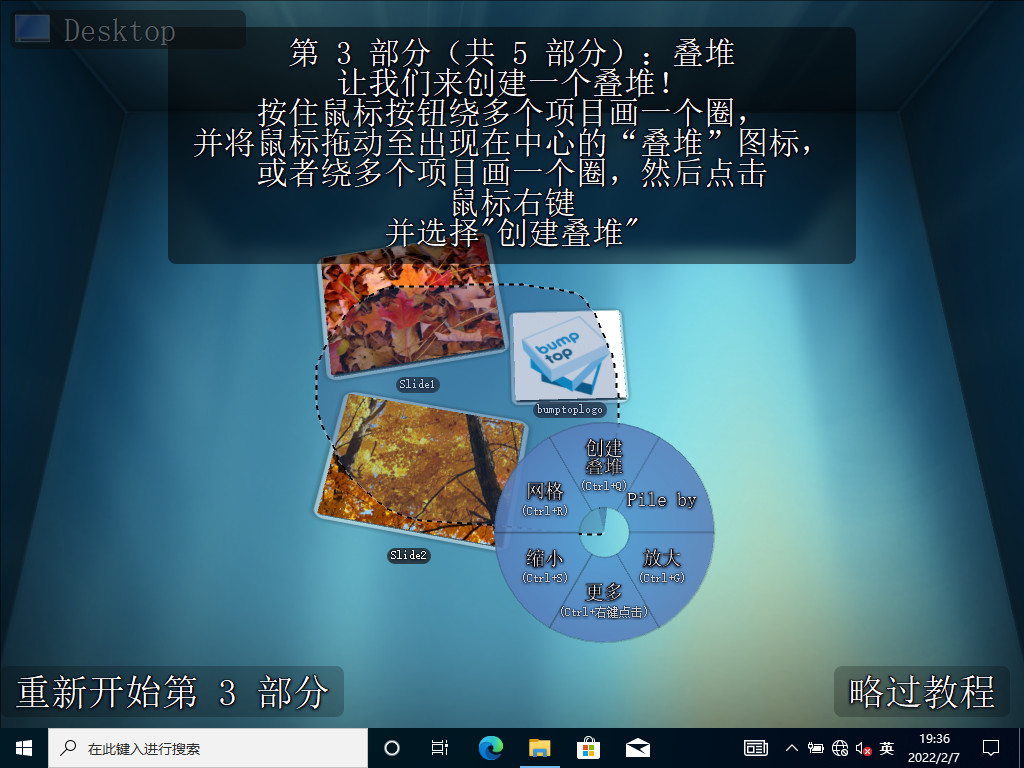 Desktop
第 3 部分（共 5 部分）：叠堆
让我们来创建一个叠堆！
按住鼠标按钮绕多个项目画一个圈，
并将鼠标拖动至出现在中心的“叠堆”图标，
或者绕多个项目画一个圈，然后点击
鼠标右键
并选择"创建叠堆"
bump
top
Slide1
bumptoplogo
创建
叠堆
(Ctrl+Q)
网格
(Ctrl+R)
Pile by
缩小
(Ctrl+S)
放大
(Ctrl+G)
更多
(Ctrl+右键点击)
Slide2
重新开始第 3 部分
略过教程
在此键入进行搜索
英
19:36
2022/2/7